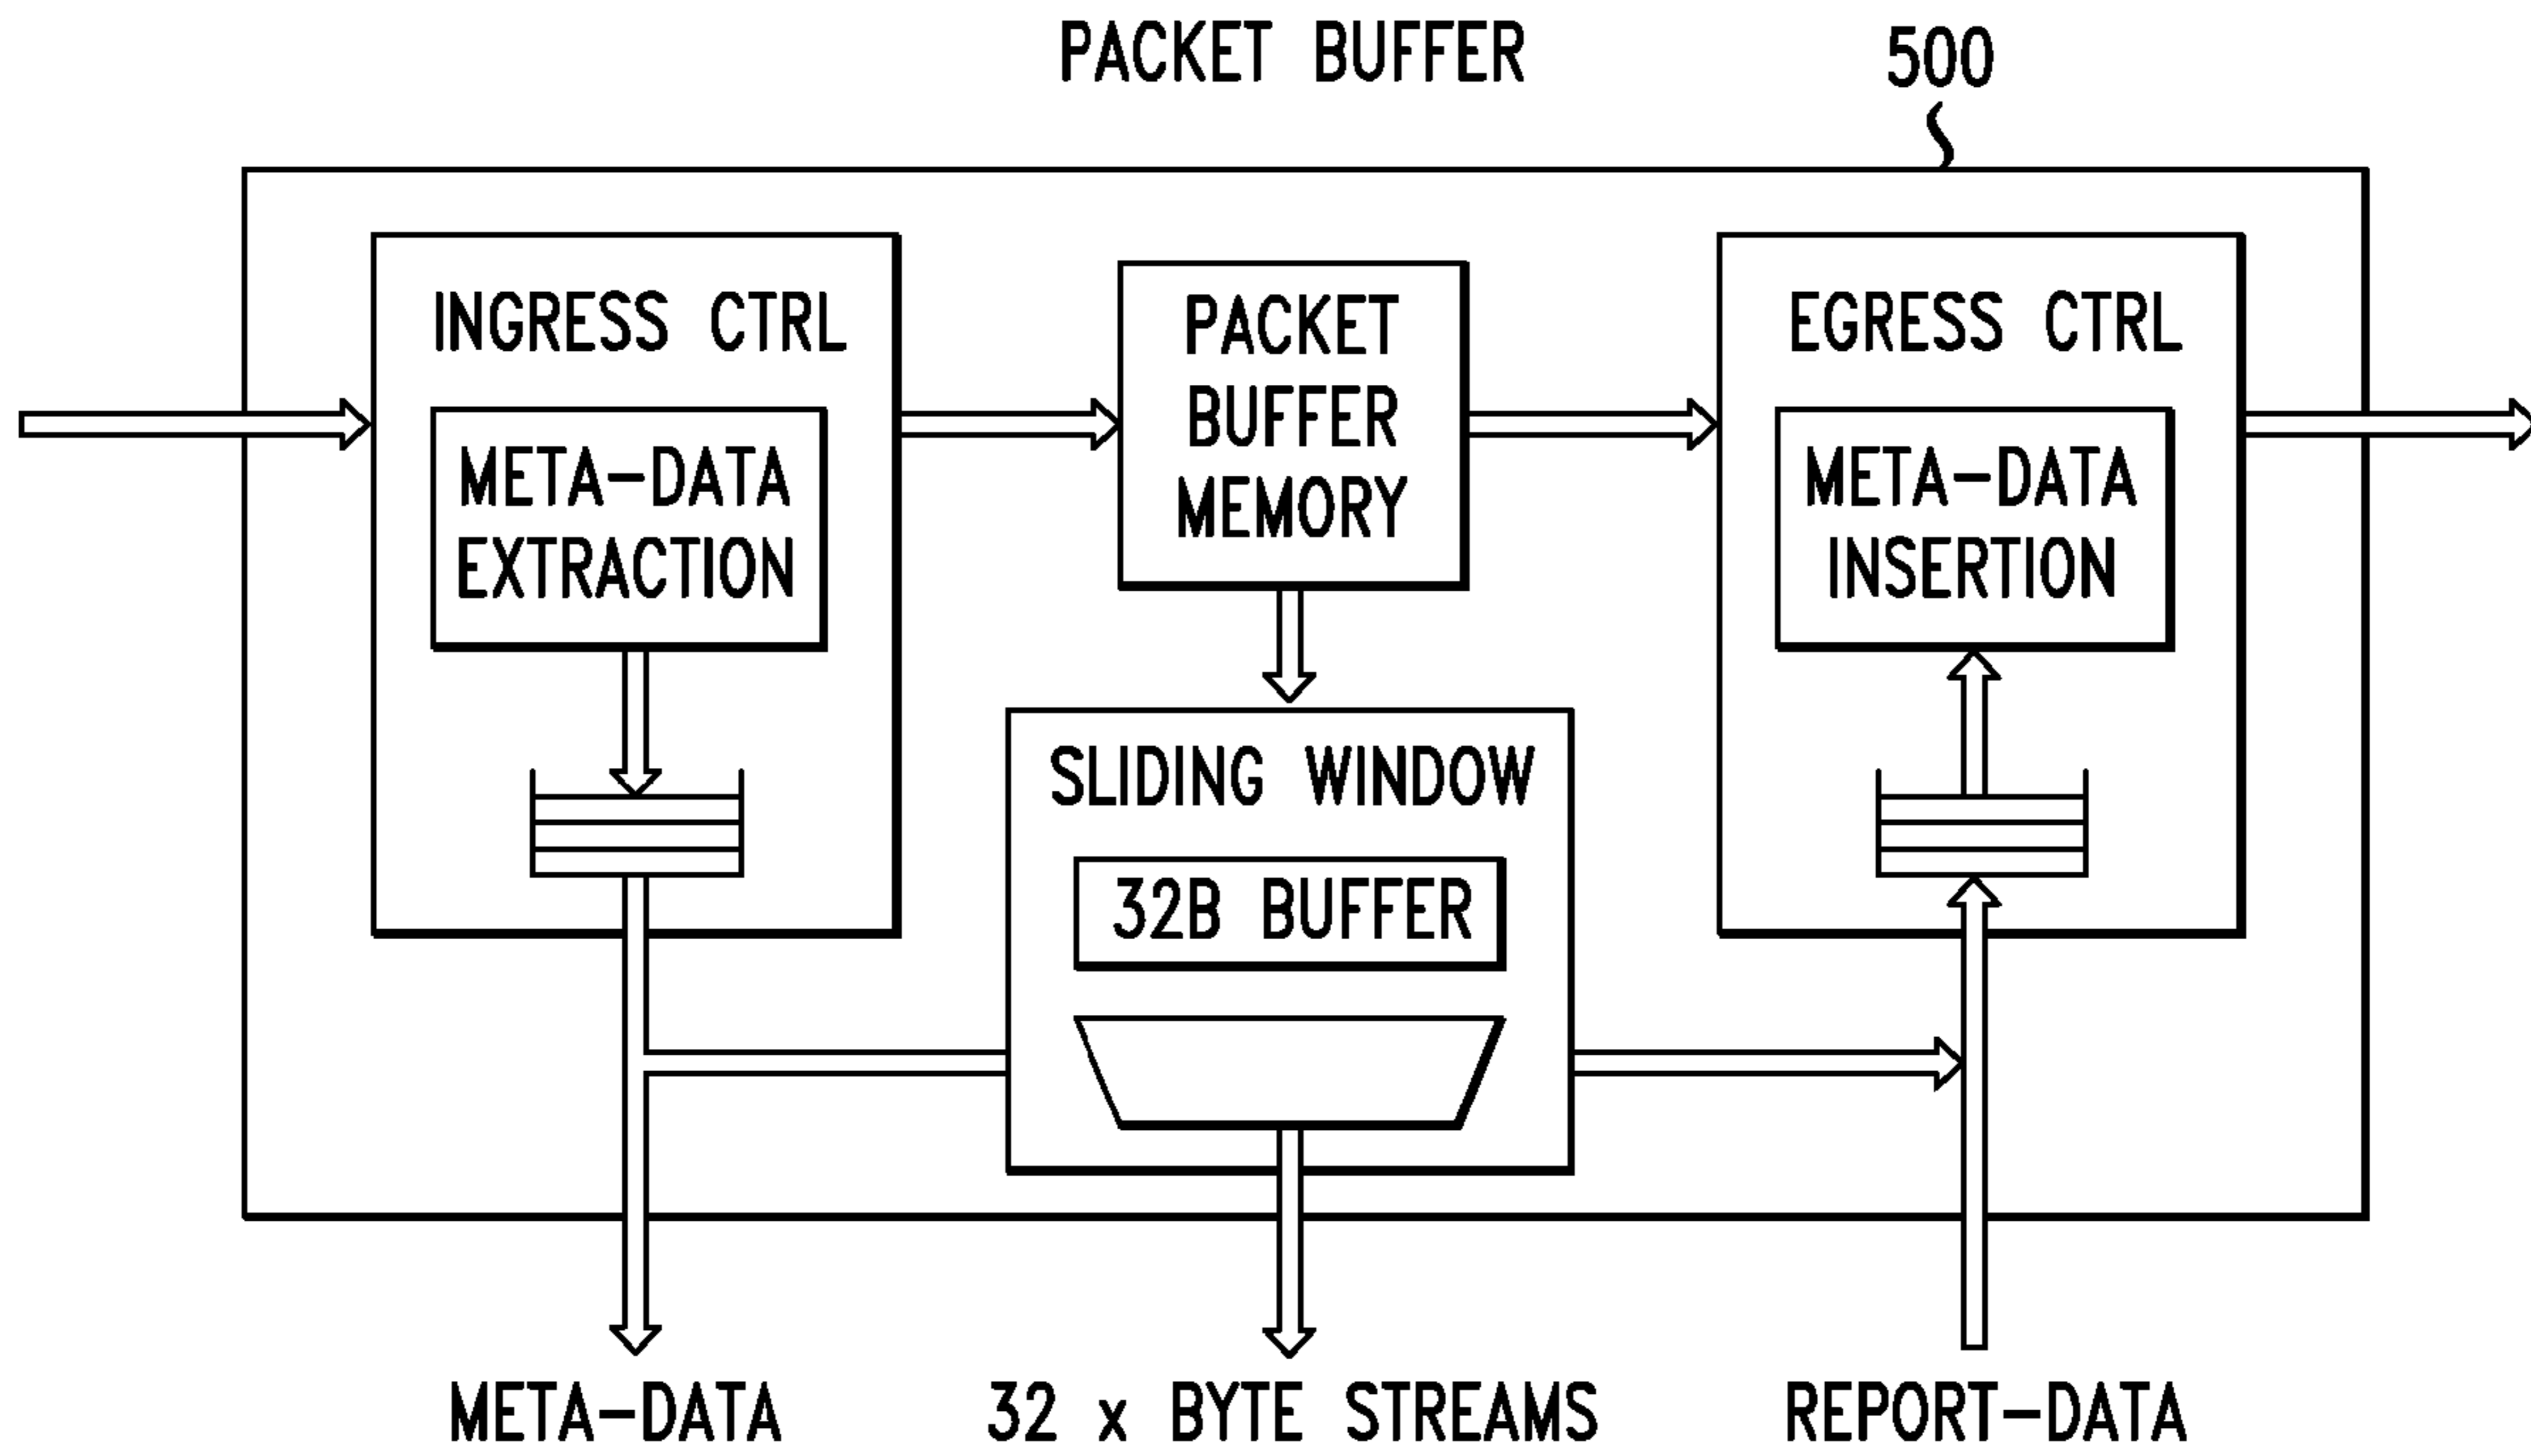 PACKET BUFFER
500
INGRESS CTRL
META-DATA
EXTRACTION
PACKET
BUFFER
MEMORY
EGRESS CTRL
META-DATA
INSERTION
SLIDING WINDOW
32B BUFFER
META-DATA
32 x BYTE STREAMS
REPORT-DATA